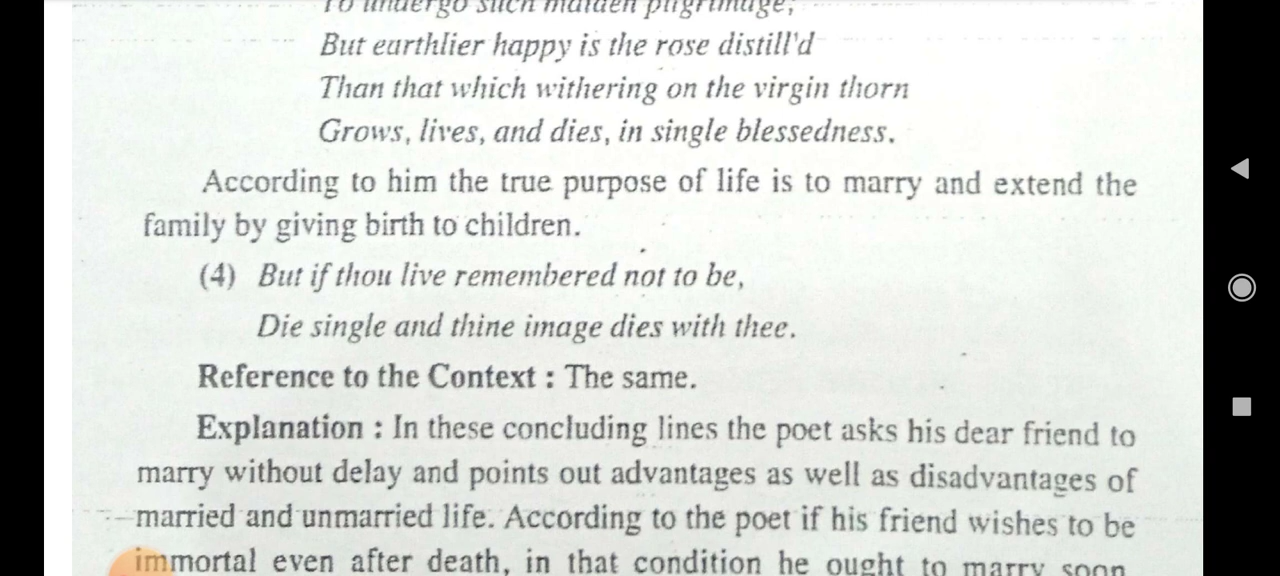 To undergo such maiden pilgrimage;
But earthlier happy is the rose distill'd
Than that which withering on the virgin thorn
Grows, lives, and dies, in single blessedness.
According to him the true purpose of life is to marry and extend the
family by giving birth to children.
(4) But if thou live remembered not to be,
Die single and thine image dies with thee.
Reference to the Context : The same.
Explanation : In these concluding lines the poet asks his dear friend to
marry without delay and points out advantages as well as disadvantages of
married and unmarried life. According to the poet if his friend wishes to be
immortal even after death, in that condition he ought to marry soon